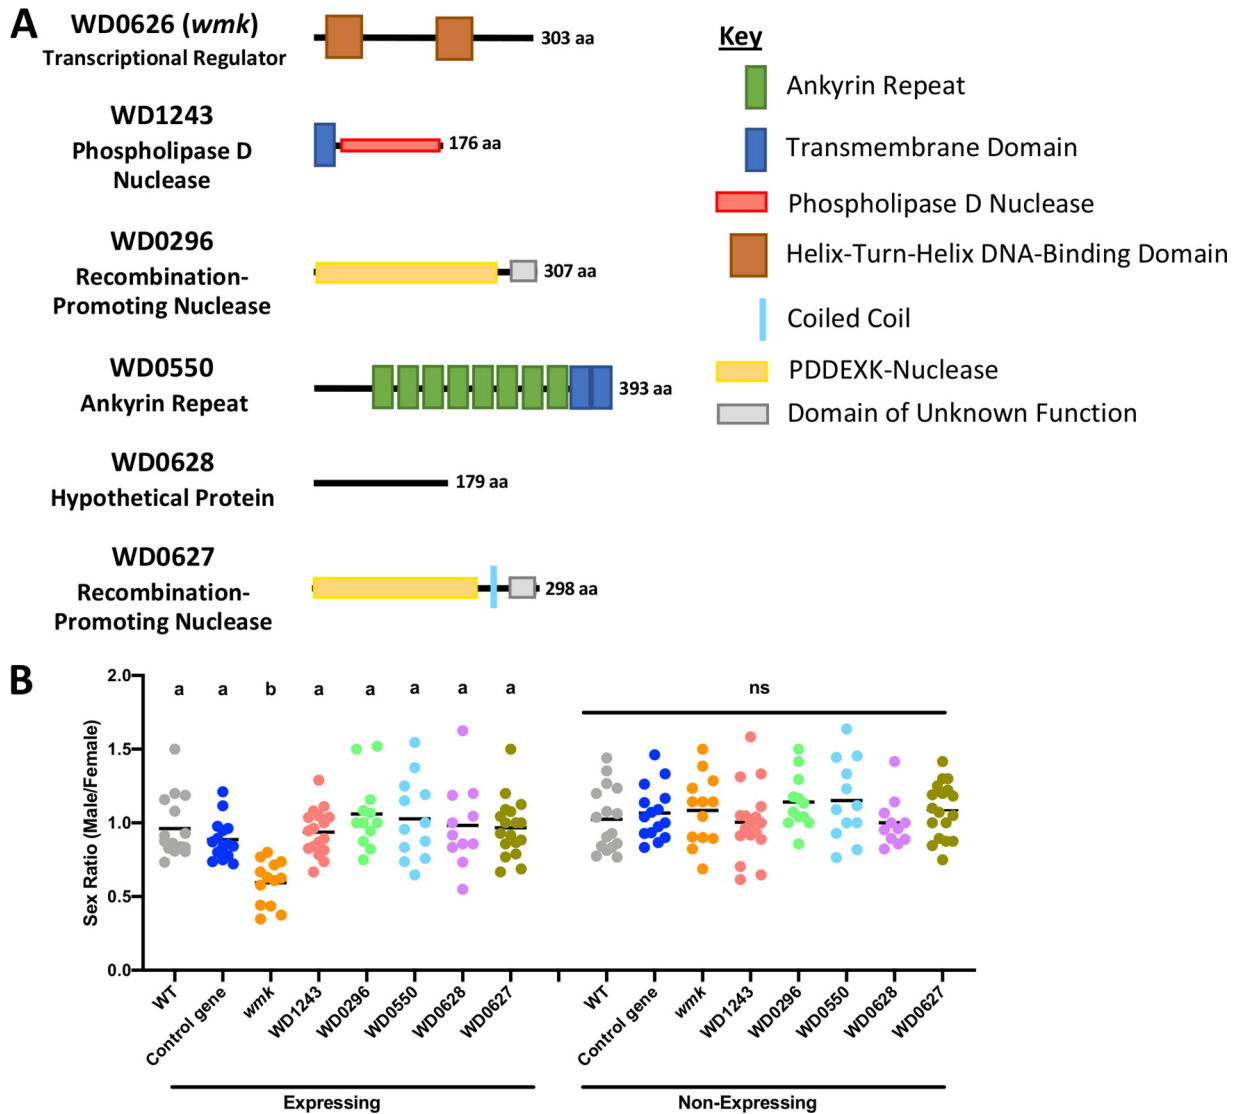 A
WD0626 (wmk)
Transcriptional Regulator
303 aa
WD1243
Phospholipase D
Nuclease
176 aa
WD0296
Recombination-
Promoting Nuclease
307 aa
WD0550
Ankyrin Repeat
393 aa
WD0628
Hypothetical Protein
179 aa
WD0627
Recombination-
Promoting Nuclease
298 aa
Key
Ankyrin Repeat
Transmembrane Domain
Phospholipase D Nuclease
Helix-Turn-Helix DNA-Binding Domain
Coiled Coil
PDDEXK-Nuclease
Domain of Unknown Function
B
Sex Ratio (Male/Female)
2.0
1.5
1.0
0.5
0.0
a a b a a a a a
ns
WT
Control gene
wmk
WD1243
WD0296
WD0550
WD0628
WD0627
WT
Control gene
wmk
WD1243
WD0296
WD0550
WD0628
WD0627
Expressing
Non-Expressing